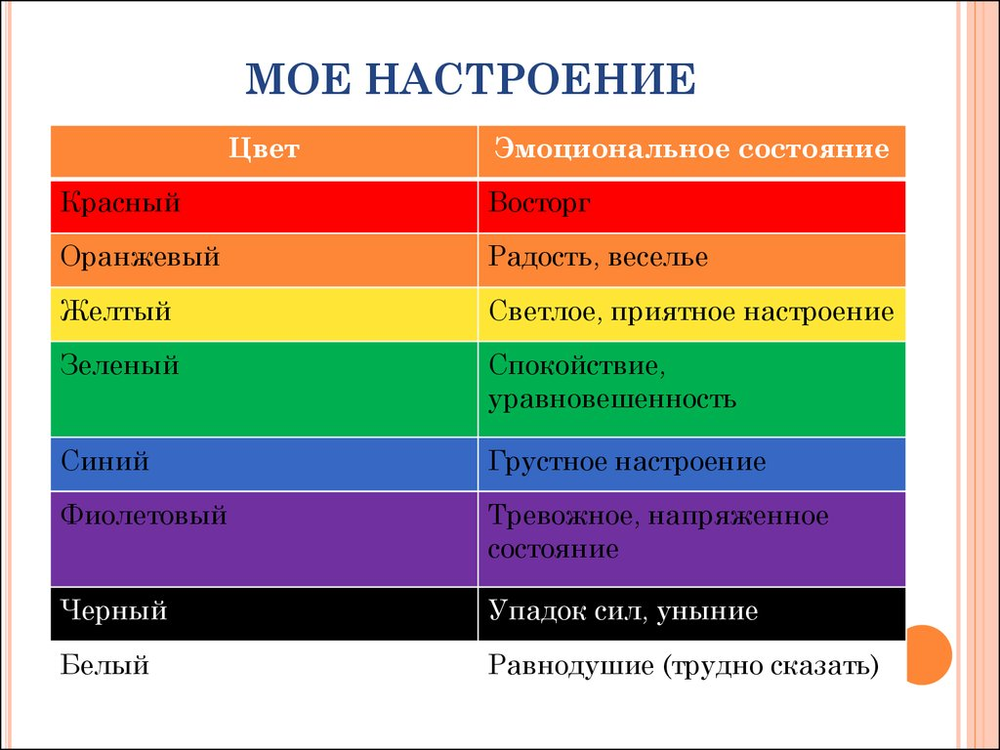 МОЕ НАСТРОЕНИЕ
Цвет Эмоциональное состояние
Красный Восторг
Оранжевый Радость, веселье
Желтый Светлое, приятное настроение
Зеленый Спокойствие,
уравновешенность
Синий Грустное настроение
Фиолетовый Тревожное, напряженное
состояние
Черный Упадок сил, уныние
Белый Равнодушие (трудно сказать)